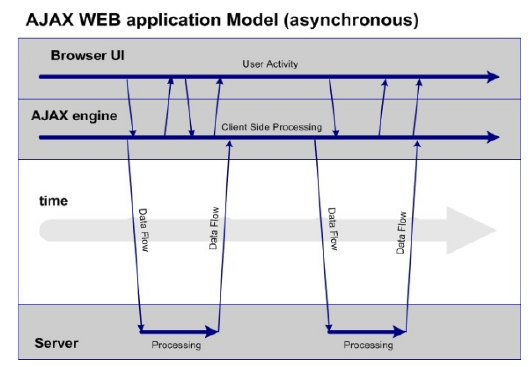 AJAX WEB application Model (asynchronous)
Browser UI
User Activity
AJAX engine
Client Side Processing
time
Data Flow
Data Flow
Data Flow
Data Flow
Server
Processing
Processing